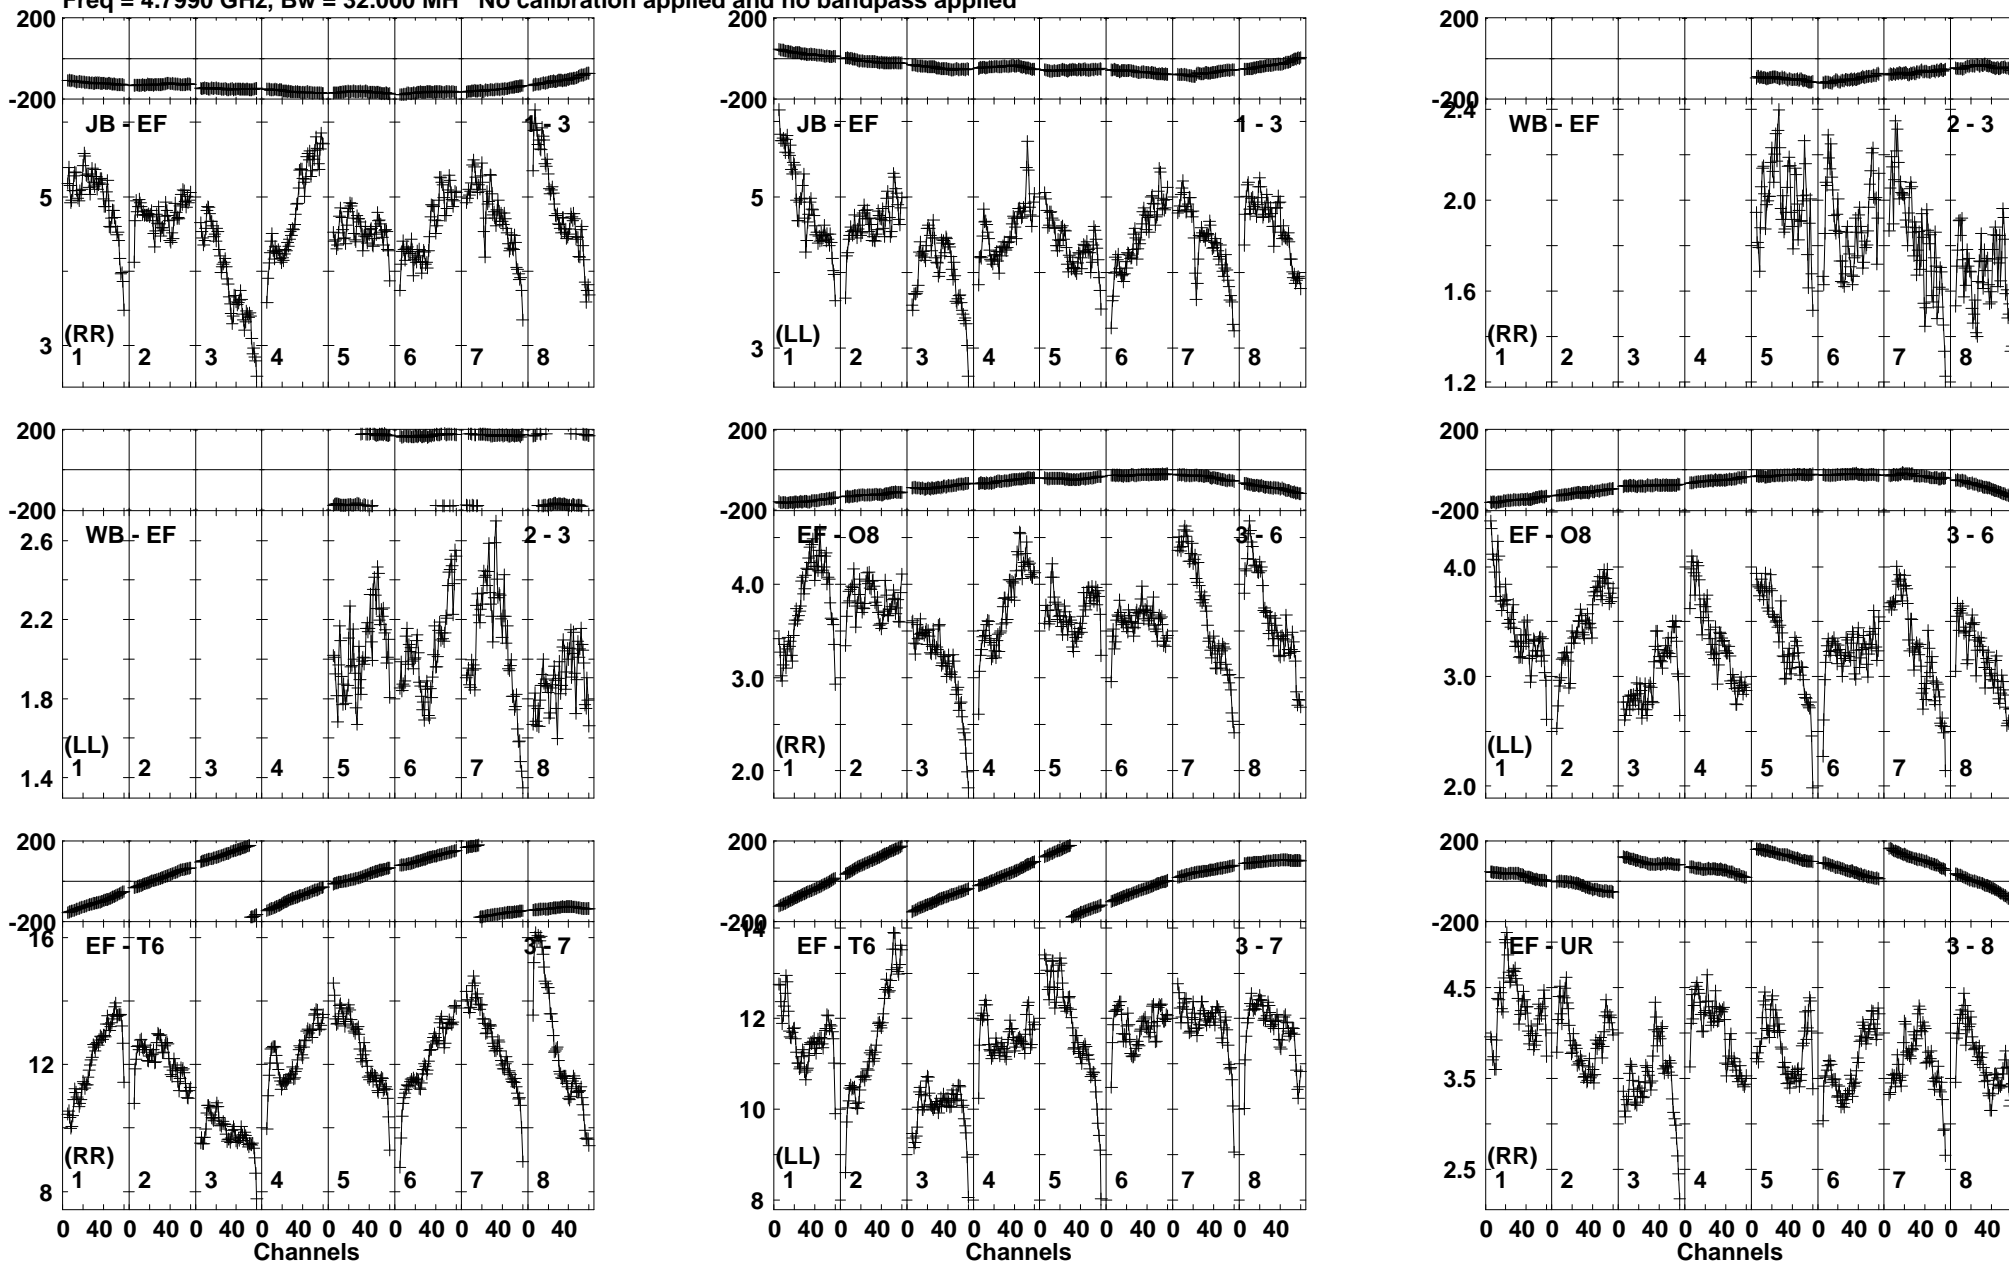 Freq = 4.7990 GHz, Bw = 32.000 MH No calibration applied and no bandpass applied
200 200 200
-200 -200 -200
JB - EF 1 - 3 JB - EF 1 - 3 2.4 WB - EF 2 - 3
5 5 2.0
1.6
(RR) (LL) (RR)
3 1 2 3 4 5 6 7 8 3 1 2 3 4 5 6 7 8 1 2 3 4 5 6 7 8
1.2
200 200 200
-200 -200 -200
WB - EF 2 - 3 EF - O8 3 - 6 EF - O8 3 - 6
2.6 4.0 4.0
2.2
1.8 3.0 3.0
(LL) (RR) (LL)
1 2 3 4 5 6 7 8 1 2 3 4 5 6 7 8 1 2 3 4 5 6 7 8
1.4 2.0 2.0
200 200 200
-200 -200 -200
16 EF - T6 3 - 7 14 EF - T6 3 - 7 EF - UR 3 - 8
4.5
12 12
3.5
10
(RR) (LL) (RR)
1 2 3 4 5 6 7 8 1 2 3 4 5 6 7 8 2.5 1 2 3 4 5 6 7 8
8 8
0 40 0 40 0 40 0 40 0 40 0 40 0 40 0 40 0 40 0 40 0 40 0 40 0 40 0 40 0 40 0 40 0 40 0 40 0 40 0 40 0 40 0 40 0 40 0 40
Channels Channels Channels